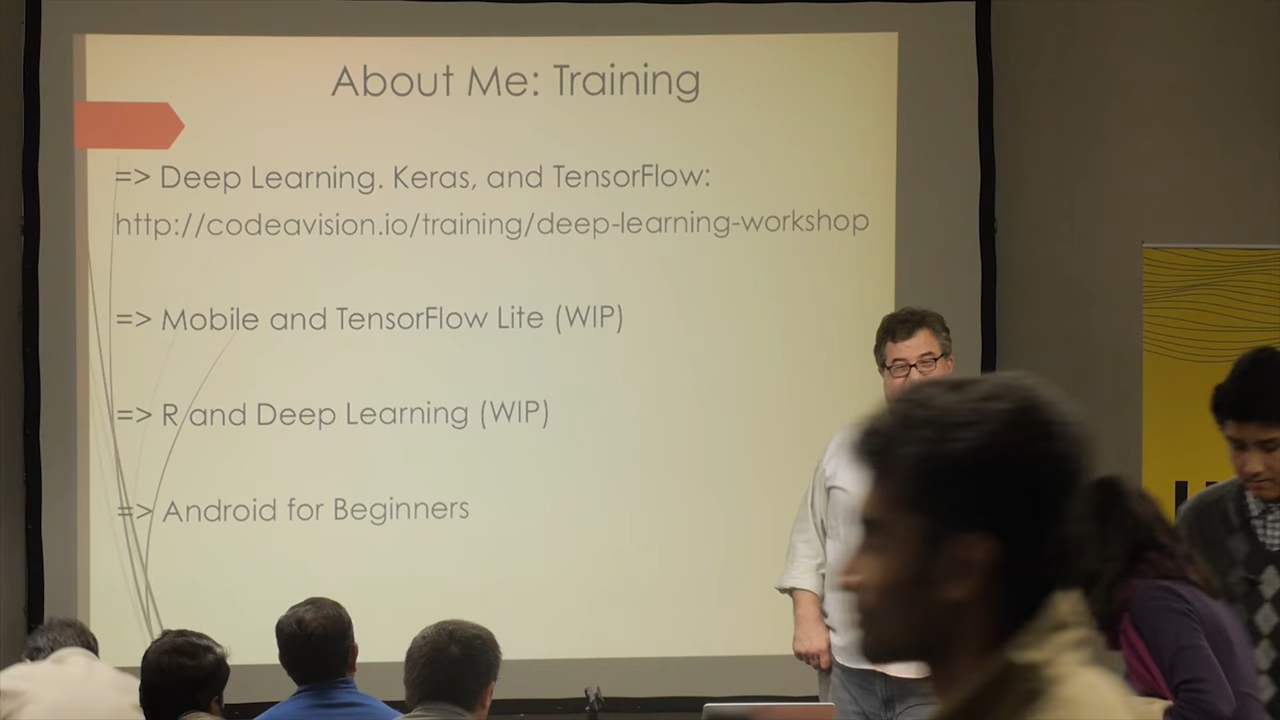 About Me: Training
=> Deep Learning. Keras, and TensorFlow:
http://codeavision.io/training/deep-learning-workshop
=> Mobile and TensorFlow Lite (WIP)
=> R and Deep Learning (WIP)
=> Android for Beginners